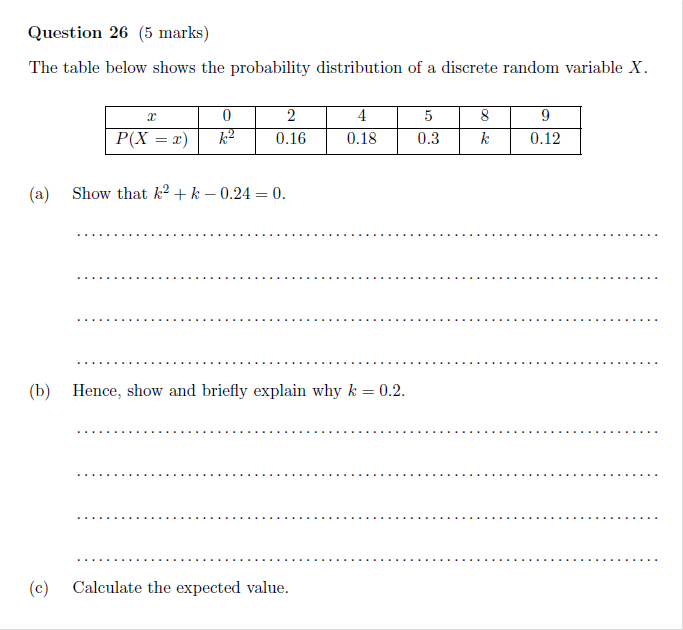 Question 26 (5 marks)
The table below shows the probability distribution of a discrete random variable X.
x 0 2 4 5 8 9
P(X = x) k² 0.16 0.18 0.3 k 0.12
(a) Show that k² + k − 0.24 = 0.
(b) Hence, show and briefly explain why k = 0.2.
(c) Calculate the expected value.